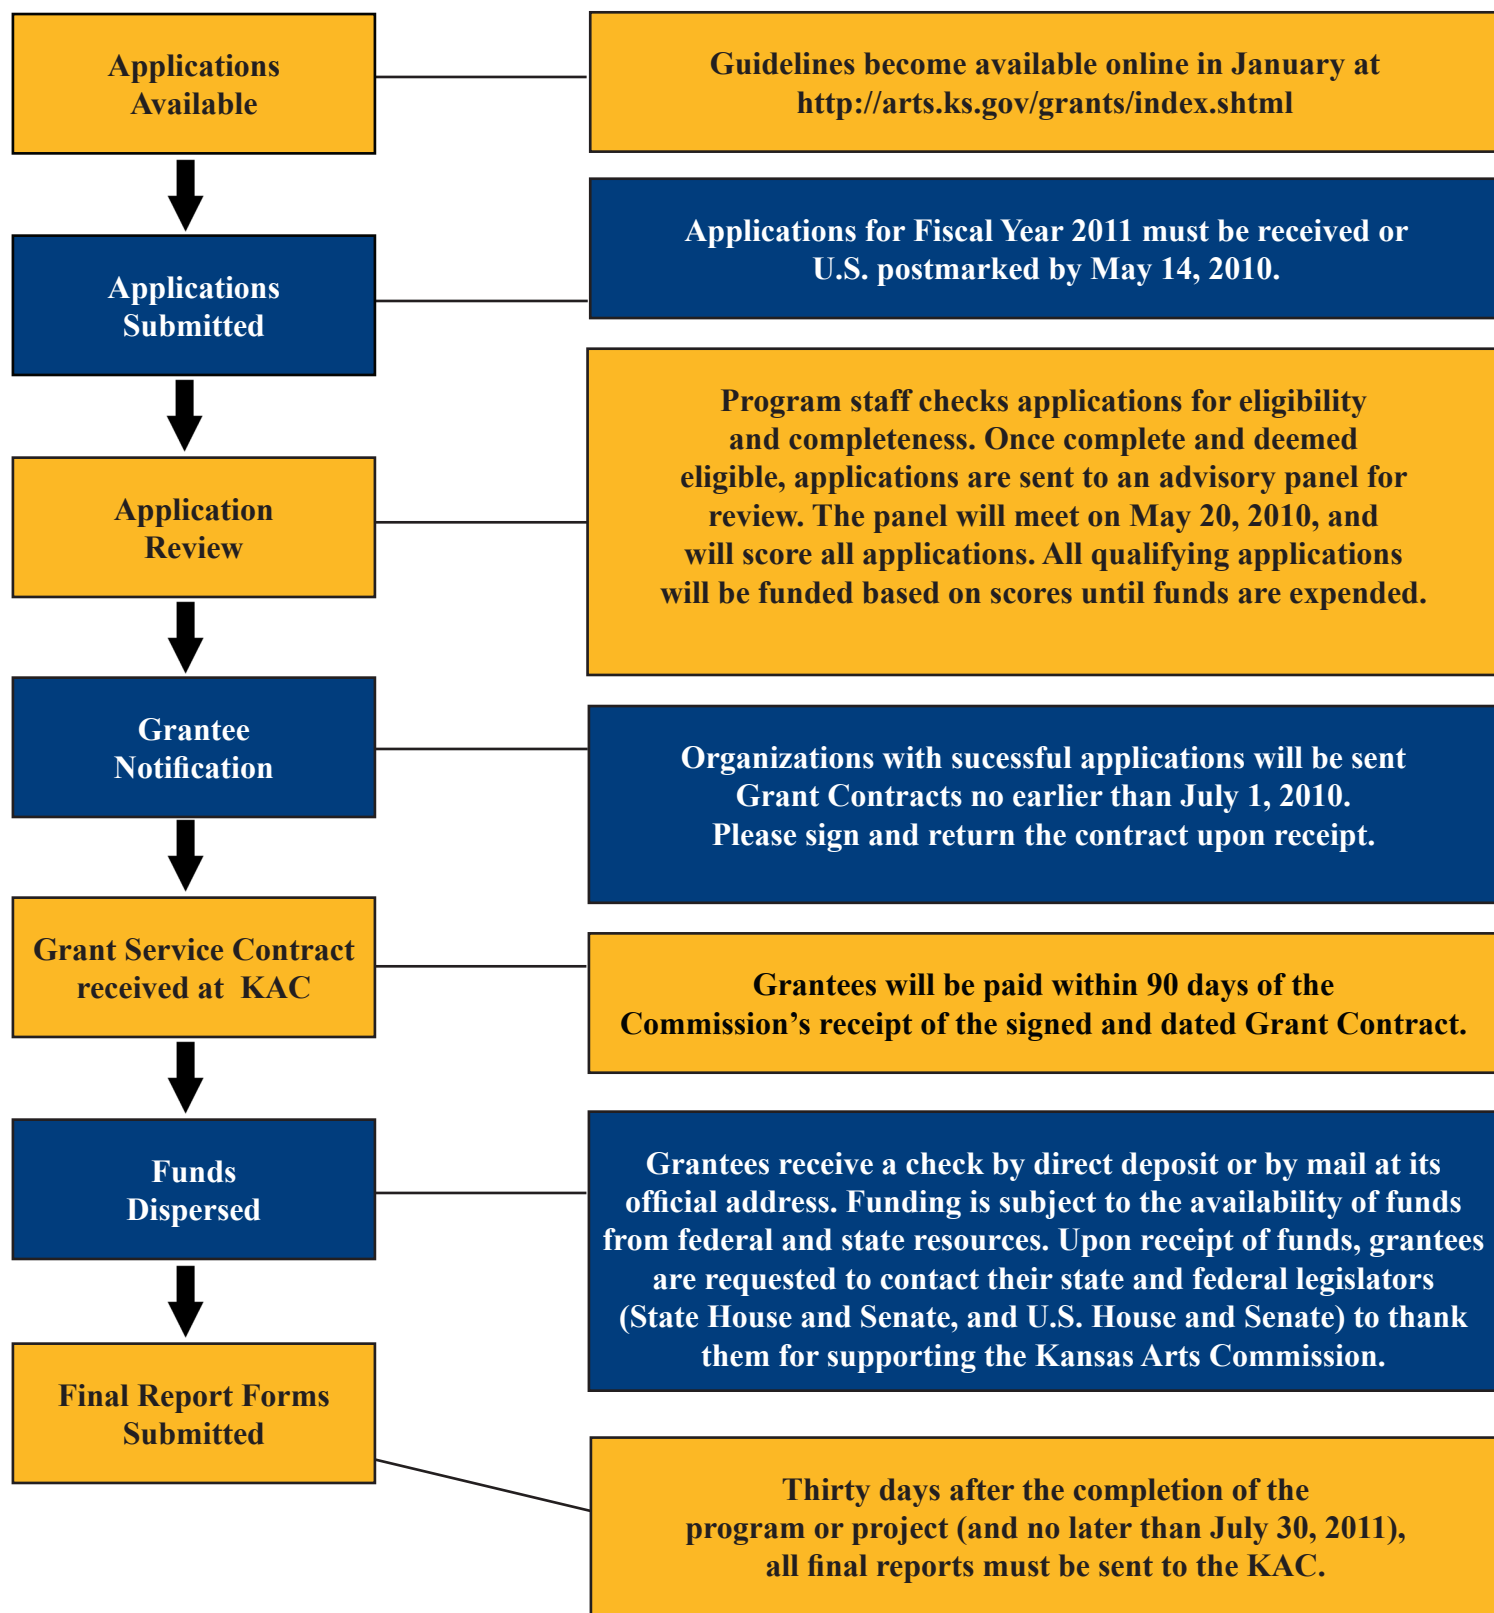 Applications
Available
Guidelines become available online in January at
http://arts.ks.gov/grants/index.shtml
Applications
Submitted
Applications for Fiscal Year 2011 must be received or
U.S. postmarked by May 14, 2010.
Application
Review
Program staff checks applications for eligibility
and completeness. Once complete and deemed
eligible, applications are sent to an advisory panel for
review. The panel will meet on May 20, 2010, and
will score all applications. All qualifying applications
will be funded based on scores until funds are expended.
Grantee
Notification
Organizations with sucessful applications will be sent
Grant Contracts no earlier than July 1, 2010.
Please sign and return the contract upon receipt.
Grant Service Contract
received at KAC
Grantees will be paid within 90 days of the
Commission’s receipt of the signed and dated Grant Contract.
Funds
Dispersed
Grantees receive a check by direct deposit or by mail at its
official address. Funding is subject to the availability of funds
from federal and state resources. Upon receipt of funds, grantees
are requested to contact their state and federal legislators
(State House and Senate, and U.S. House and Senate) to thank
them for supporting the Kansas Arts Commission.
Final Report Forms
Submitted
Thirty days after the completion of the
program or project (and no later than July 30, 2011),
all final reports must be sent to the KAC.